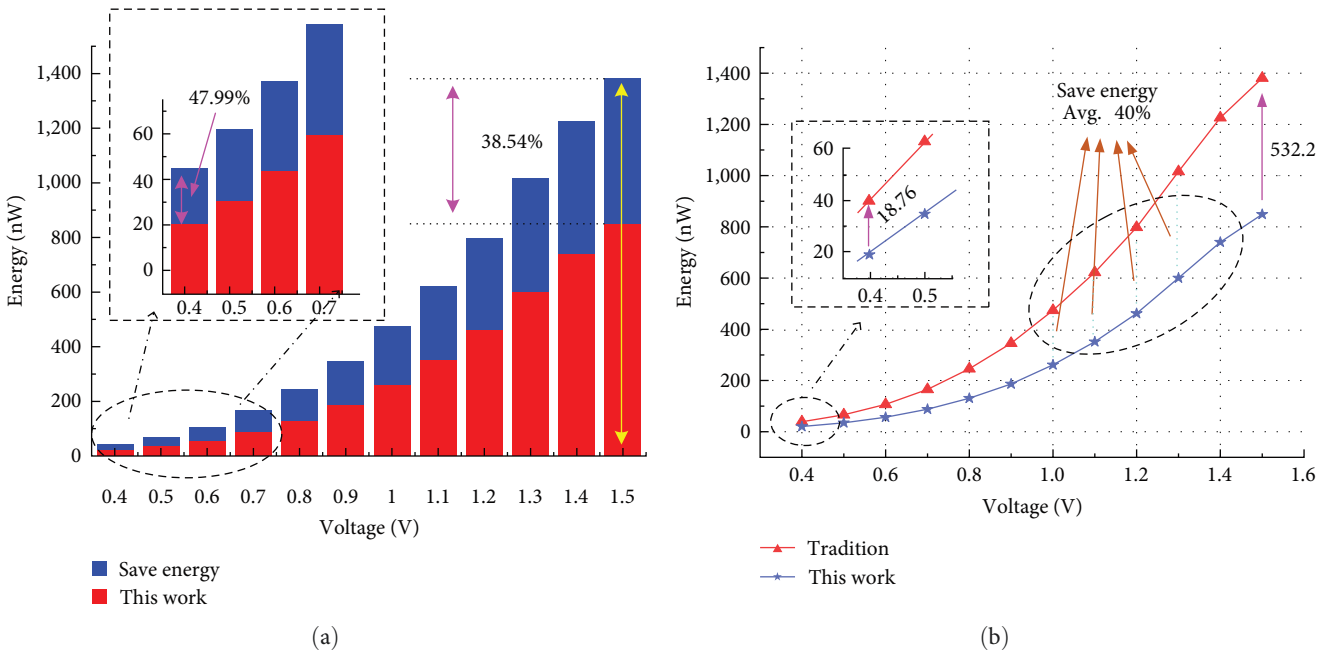 1,400
1,200
1,000
800
600
400
200
0
Energy (nW)
60
40
20
0
0.4 0.5 0.6 0.7
47.99%
38.54%
0.4 0.5 0.6 0.7 0.8 0.9 1 1.1 1.2 1.3 1.4 1.5
Voltage (V)
Save energy
This work
(a)
1,400
1,200
1,000
800
600
400
200
0
Energy (nW)
60
40
20
0.4 0.5
18.76
Save energy
Avg. 40%
532.2
0.4 0.6 0.8 1.0 1.2 1.4 1.6
Voltage (V)
Tradition
This work
(b)